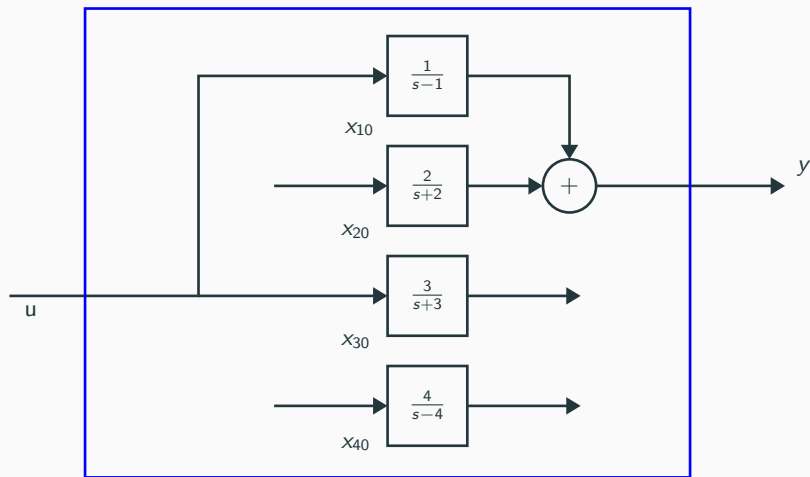 1/(s−1)
x10
2/(s+2)
+
y
x20
u
3/(s+3)
x30
4/(s−4)
x40